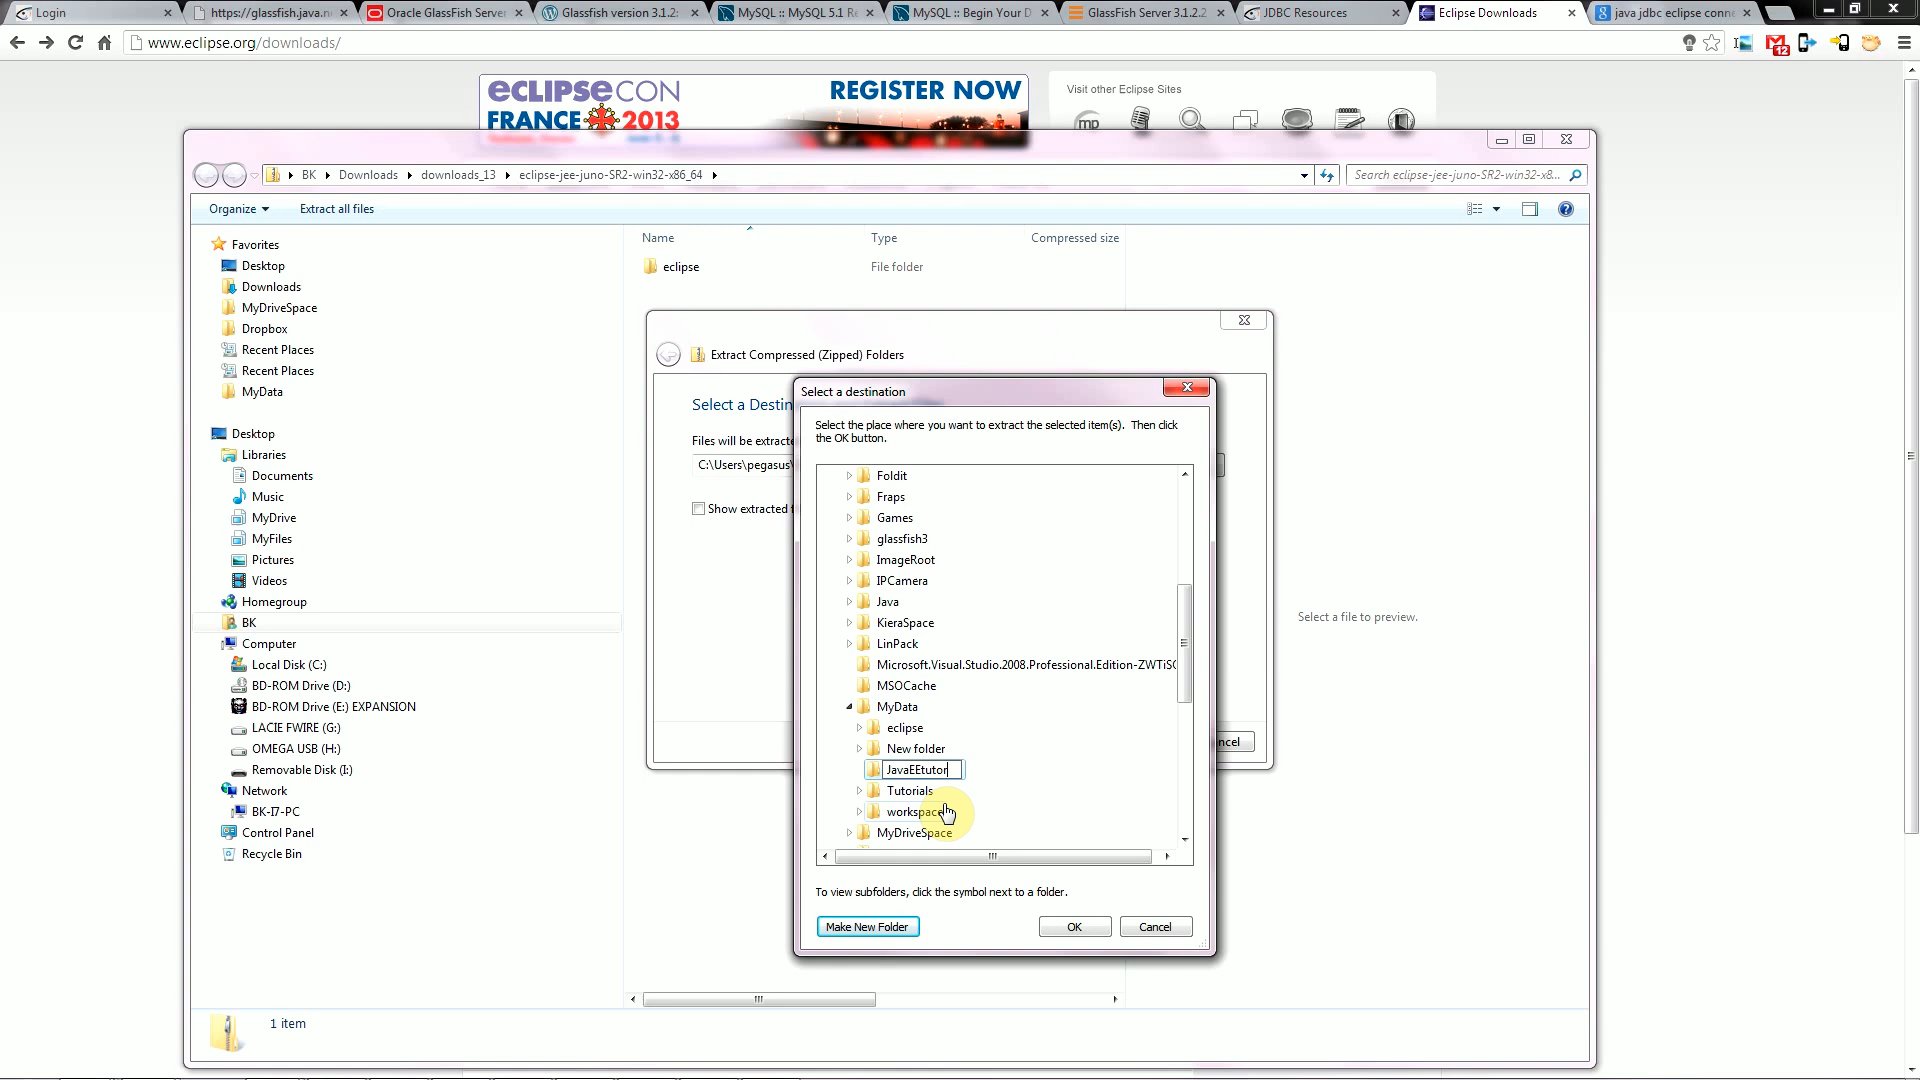 Login
https://glassfish.java.n
Oracle GlassFish Server
Glassfish version 3.1.2
MySQL :: MySQL 5.1 Re
MySQL :: Begin Your D
GlassFish Server 3.1.2.2
JDBC Resources
Eclipse Downloads
java jdbc eclipse conn
www.eclipse.org/downloads/
12
eclipsecon
FRANCE 2013
REGISTER NOW
Visit other Eclipse Sites
mp
BK
Downloads
downloads_13
eclipse-jee-juno-SR2-win32-x86_64
Search eclipse-jee-juno-SR2-win32-x8...
Organize
Extract all files
Favorites
Desktop
Downloads
MyDriveSpace
Dropbox
Recent Places
Recent Places
MyData
Desktop
Libraries
Documents
Music
MyDrive
MyFiles
Pictures
Videos
Homegroup
BK
Computer
Local Disk (C:)
BD-ROM Drive (D:)
BD-ROM Drive (E:) EXPANSION
LACIE FWIRE (G:)
OMEGA USB (H:)
Removable Disk (I:)
Network
BK-I7-PC
Control Panel
Recycle Bin
Name
Type
Compressed size
eclipse
File folder
Extract Compressed (Zipped) Folders
Select a Destin
Files will be extracte
C:\Users\pegasus\
Show extracted
ncel
Select a destination
Select the place where you want to extract the selected item(s). Then click
the OK button.
Foldit
Fraps
Games
glassfish3
ImageRoot
IPCamera
Java
KieraSpace
LinPack
Microsoft.Visual.Studio.2008.Professional.Edition-ZWTiSO
MSOCache
MyData
eclipse
New folder
JavaEEtutor
Tutorials
workspace
MyDriveSpace
To view subfolders, click the symbol next to a folder.
Make New Folder
OK
Cancel
Select a file to preview.
1 item